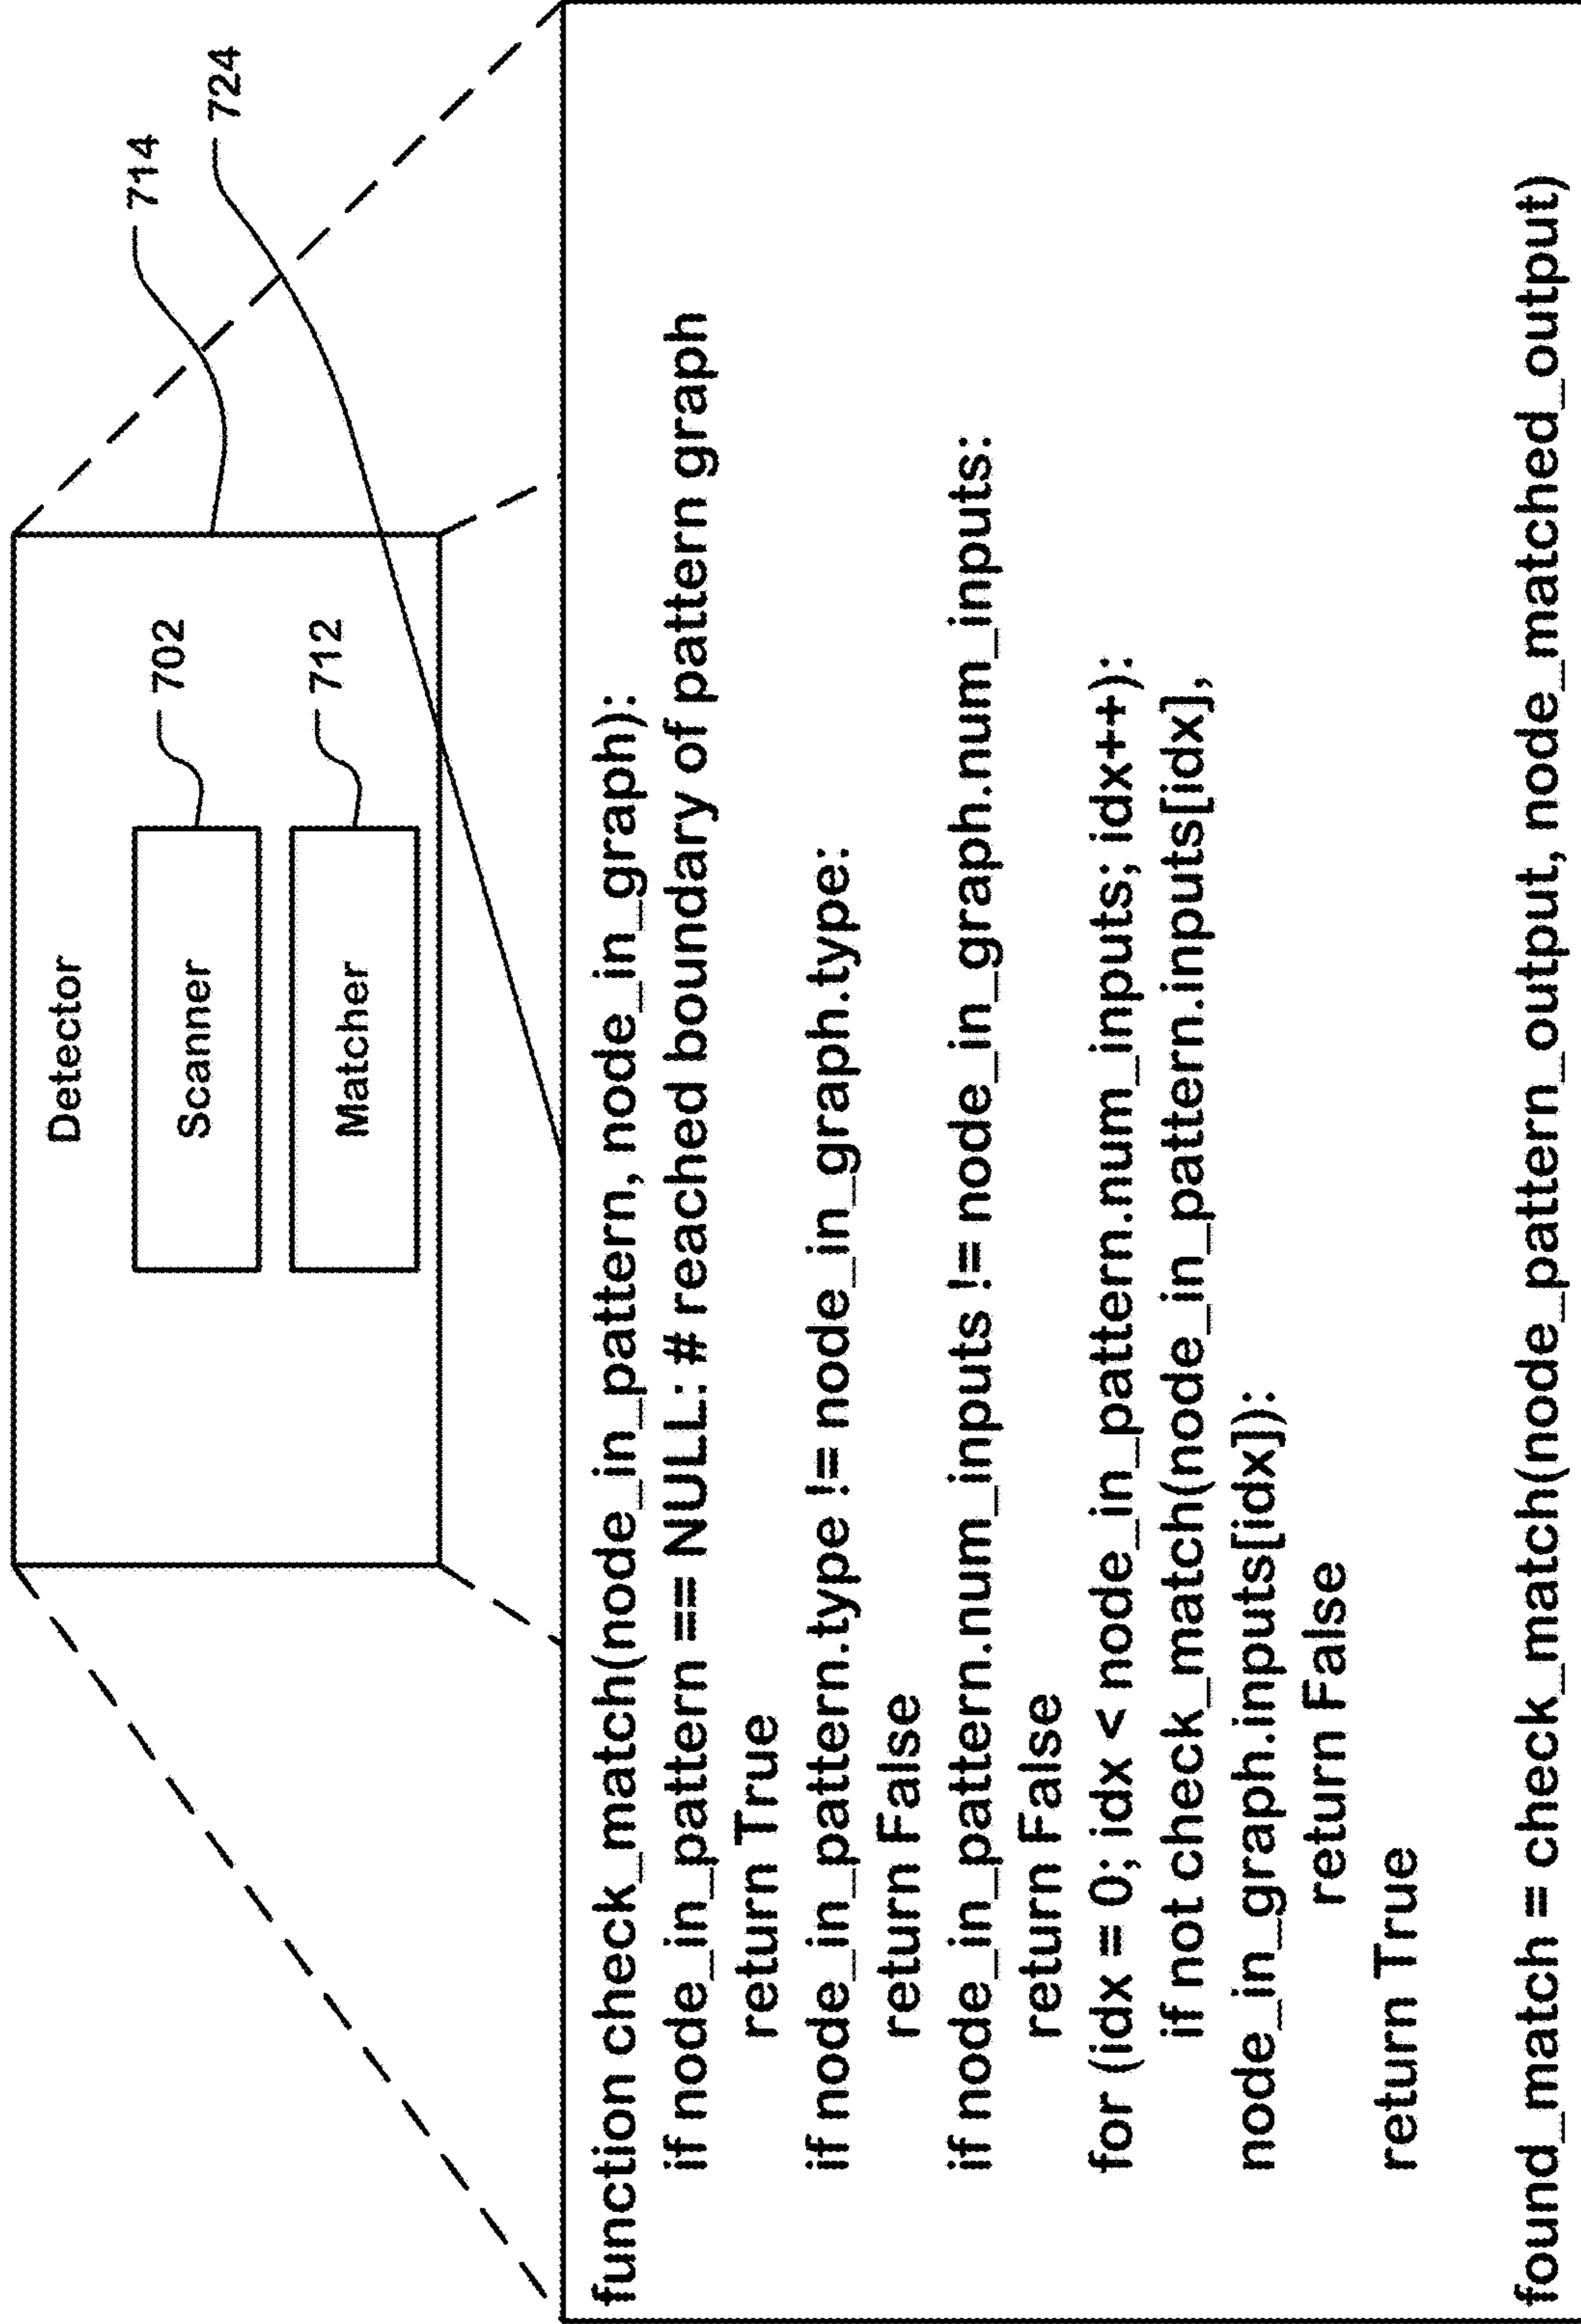 Detector
714
724
Scanner
702
Matcher
712
function check_match(node_in_pattern, node_in_graph):
if node_in_pattern == NULL: # reached boundary of pattern graph
return True
if node_in_pattern.type != node_in_graph.type:
return False
if node_in_pattern.num_inputs != node_in_graph.num_inputs:
return False
for (idx = 0; idx < node_in_pattern.num_inputs; idx++):
if not check_match(node_in_pattern.inputs[idx],
node_in_graph.inputs[idx]):
return False
return True
found_match = check_match(node_pattern_output, node_matched_output)